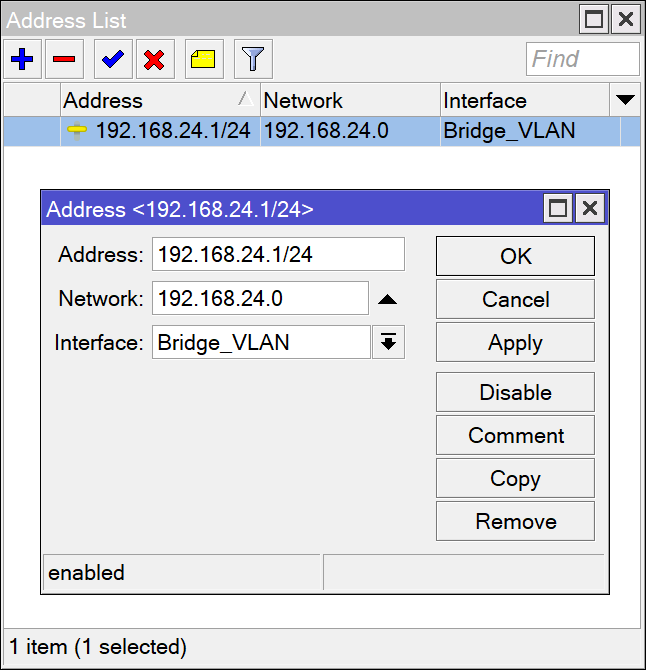 Address List
Find
Address Network Interface
192.168.24.1/24 192.168.24.0 Bridge_VLAN
Address <192.168.24.1/24>
Address: 192.168.24.1/24
OK
Network: 192.168.24.0
Cancel
Interface: Bridge_VLAN
Apply
Disable
Comment
Copy
Remove
enabled
1 item (1 selected)